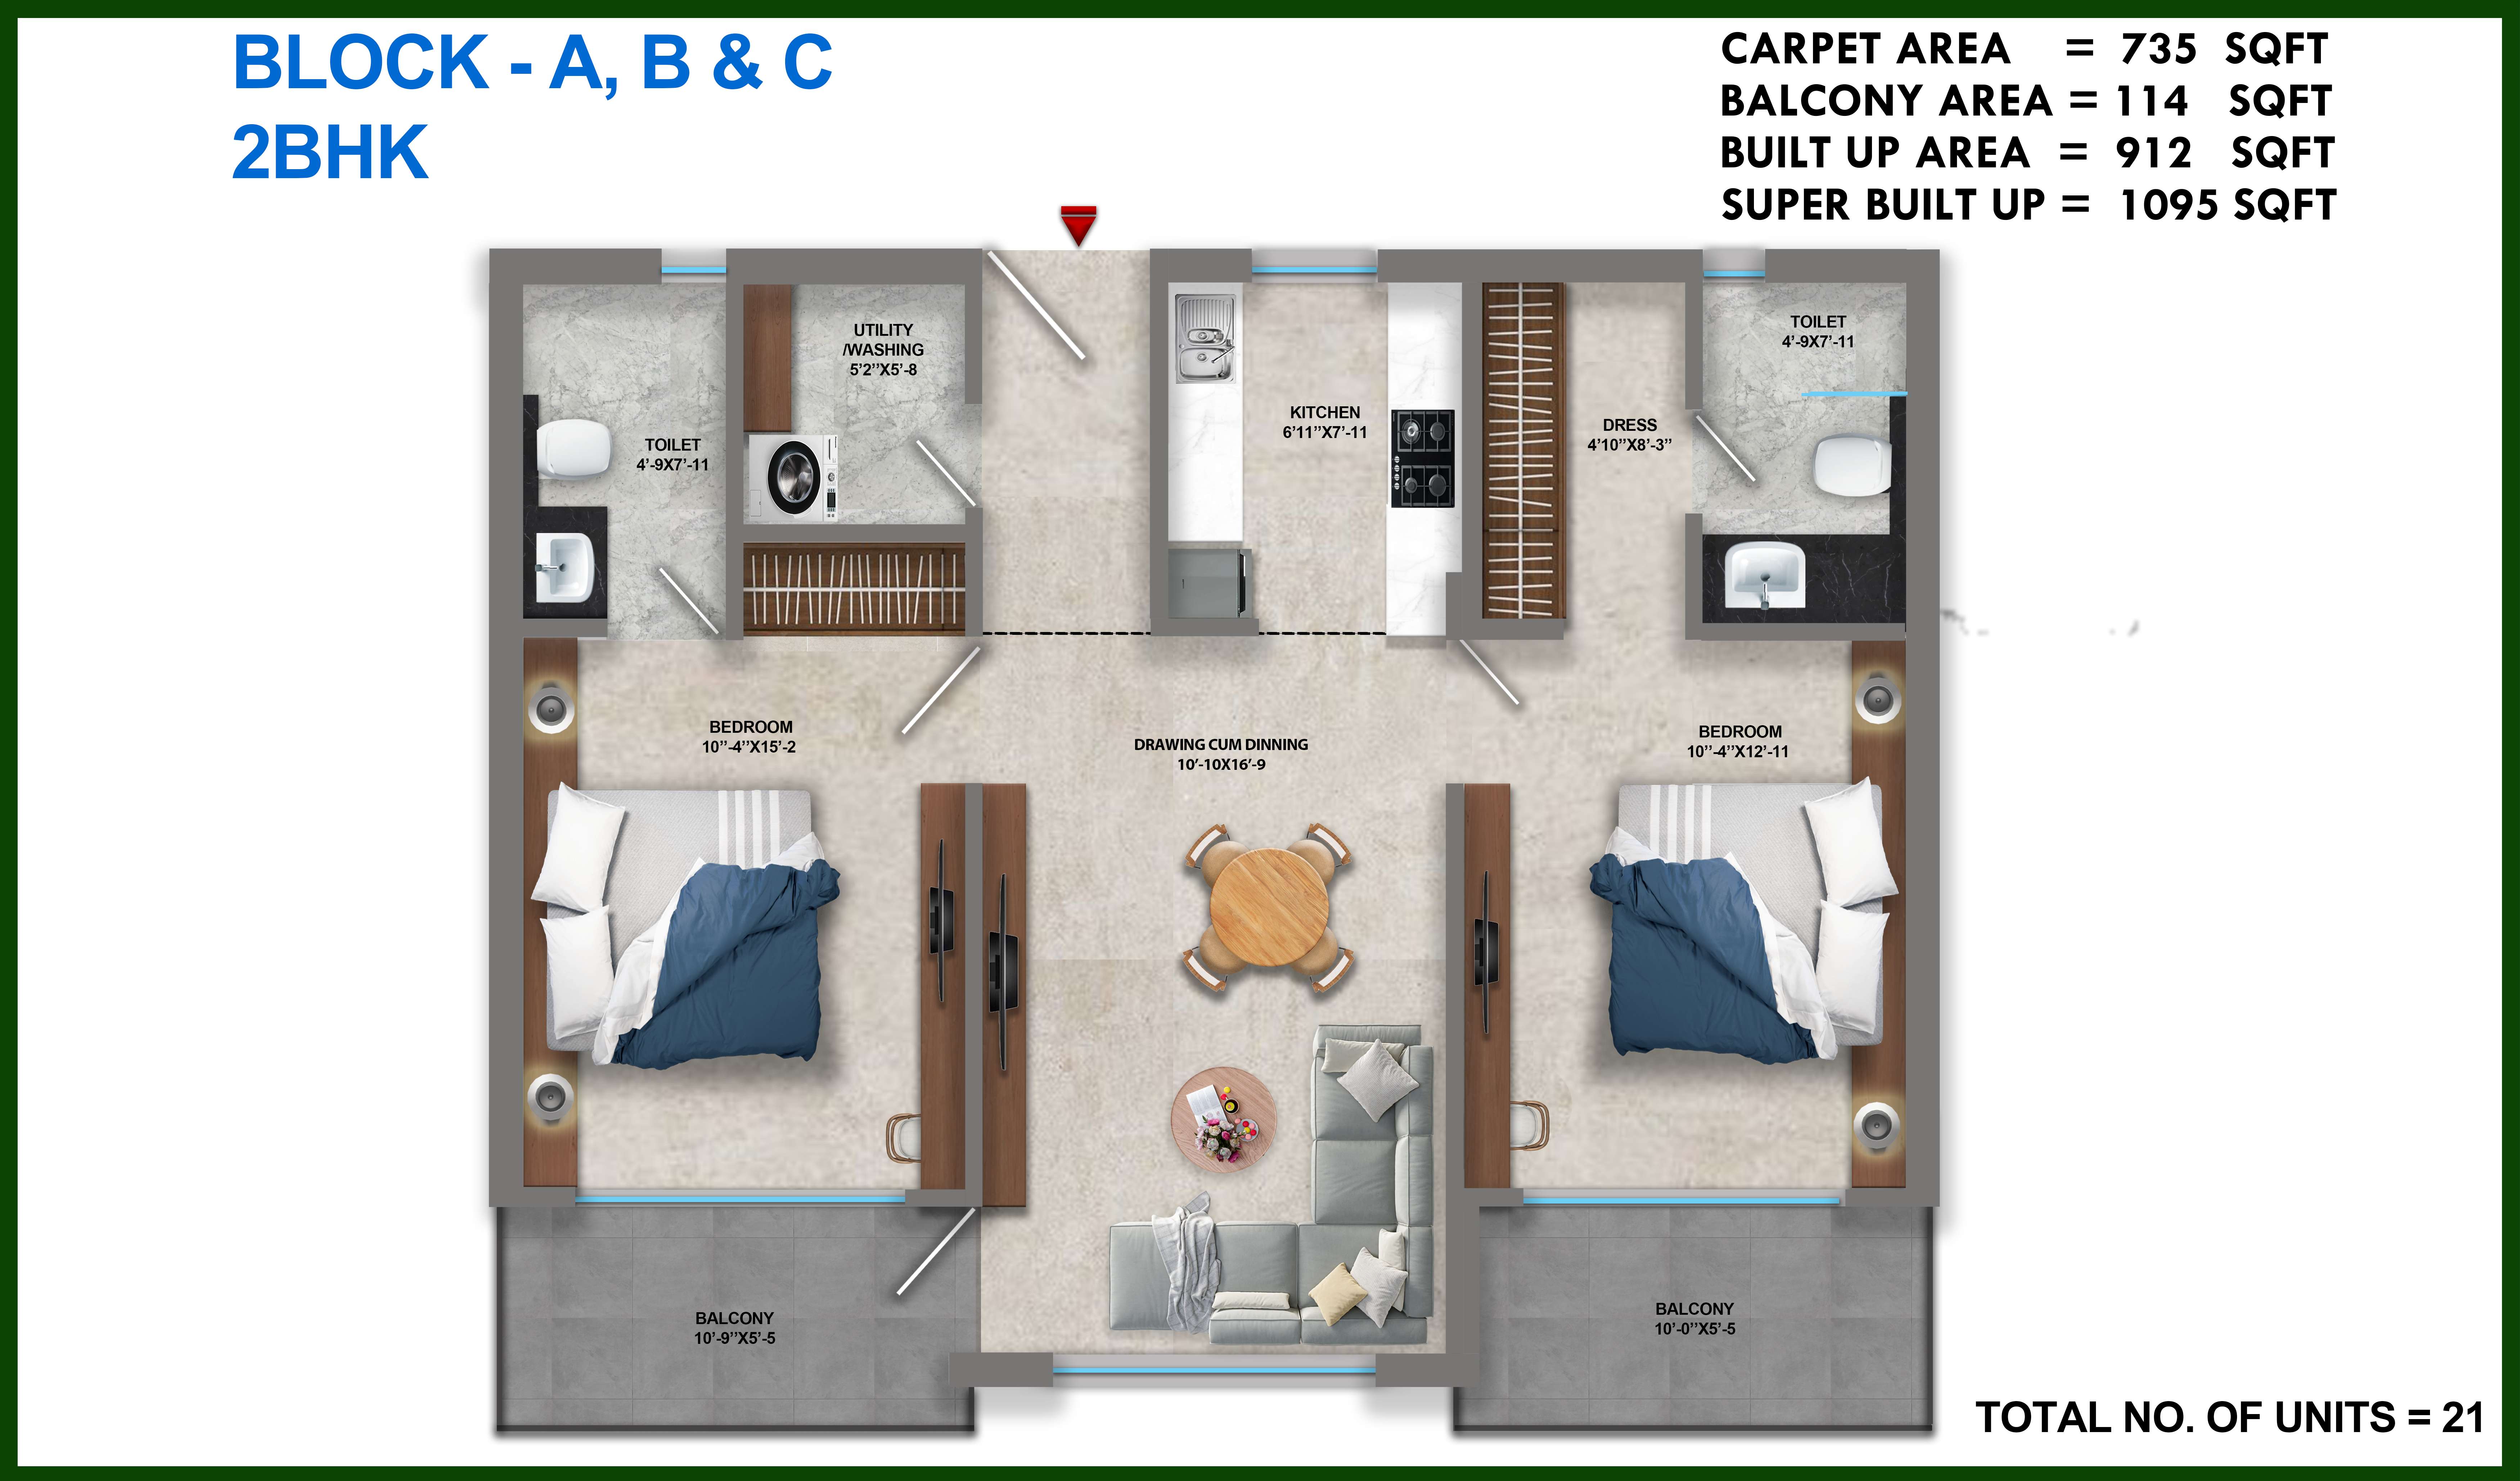 BLOCK - A, B & C
2BHK
CARPET AREA = 735 SQFT
BALCONY AREA = 114 SQFT
BUILT UP AREA = 912 SQFT
SUPER BUILT UP = 1095 SQFT
UTILITY
/WASHING
5'2''X5'-8
TOILET
4'-9X7'-11
KITCHEN
6'11''X7'-11
DRESS
4'10''X8'-3''
TOILET
4'-9X7'-11
BEDROOM
10''-4''X15'-2
DRAWING CUM DINNING
10'-10X16'-9
BEDROOM
10''-4''X12'-11
BALCONY
10'-9''X5'-5
BALCONY
10'-0''X5'-5
TOTAL NO. OF UNITS = 21